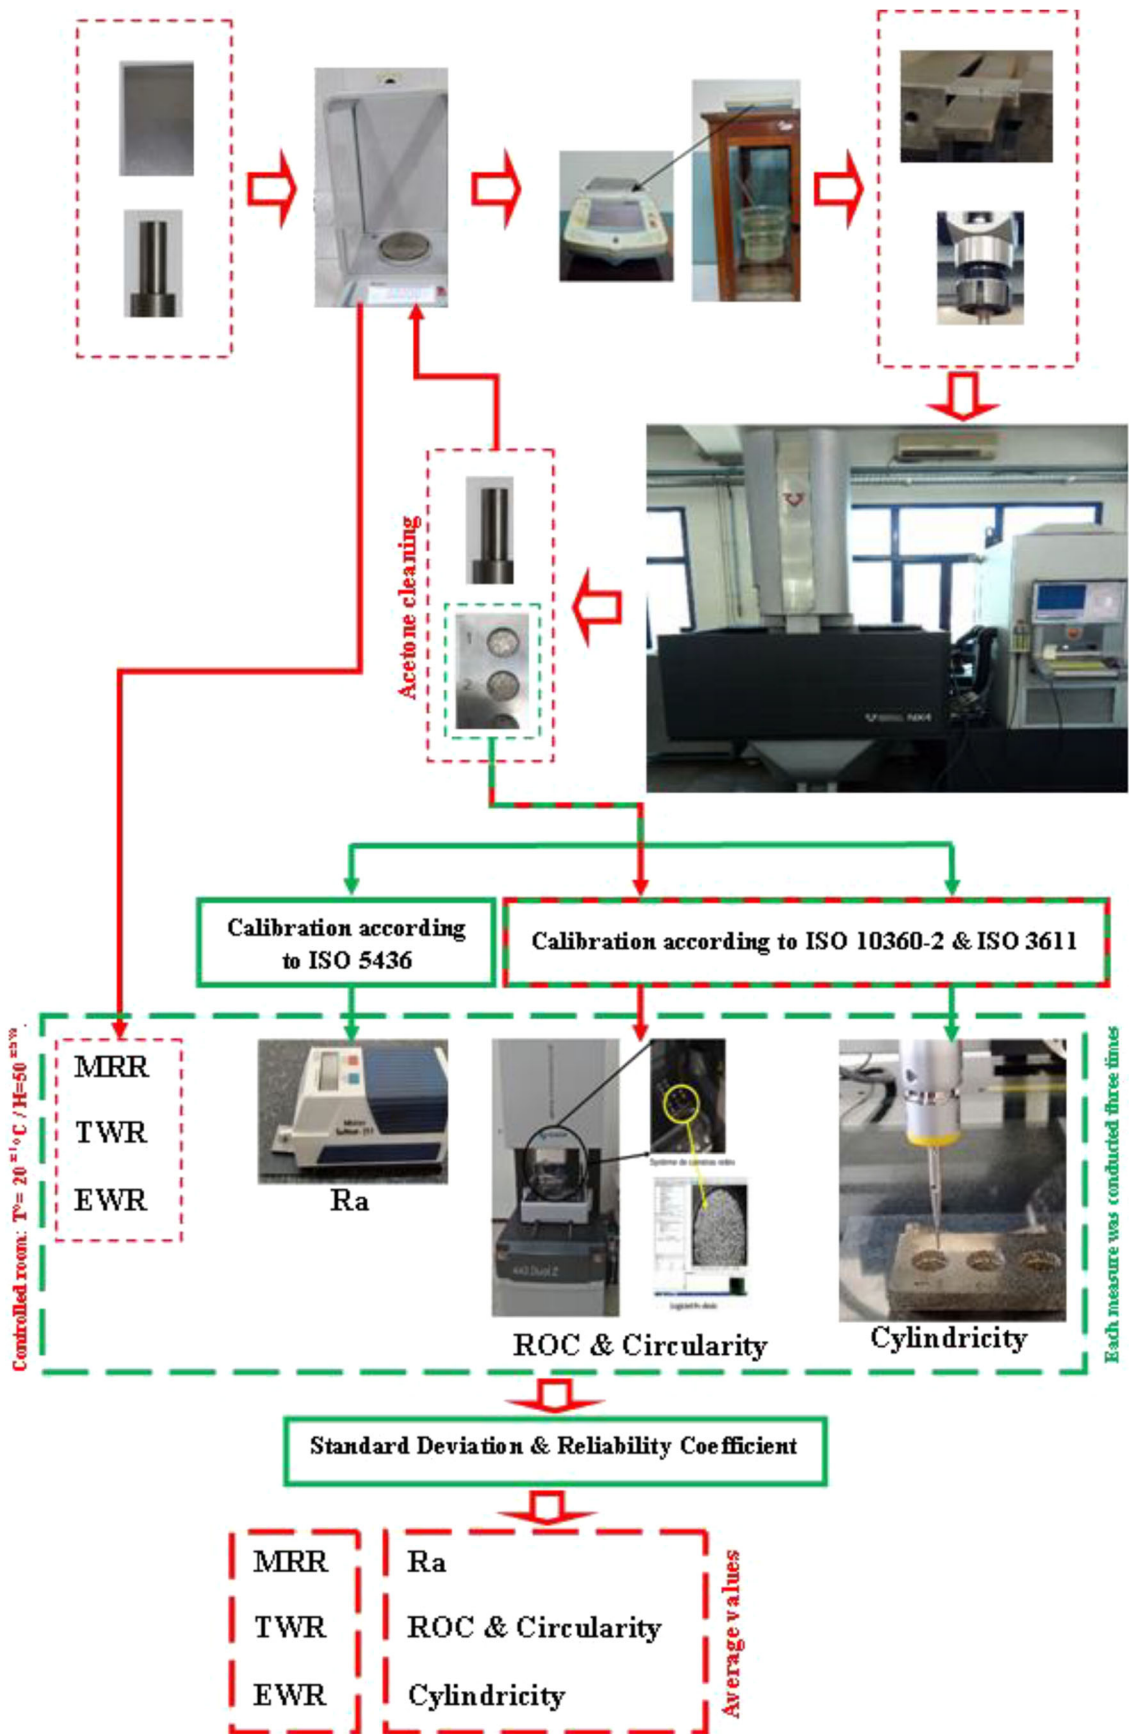 NX4
Acetone cleaning
Calibration according
to ISO 5436
Calibration according to ISO 10360-2 & ISO 3611
Controlled room: T°= 20 ±1°C / H=50 ±5%.
Each measure was conducted three times
MRR
TWR
EWR
Ra
ROC & Circularity
Cylindricity
Standard Deviation & Reliability Coefficient
MRR
TWR
EWR
Ra
ROC & Circularity
Cylindricity
Average values